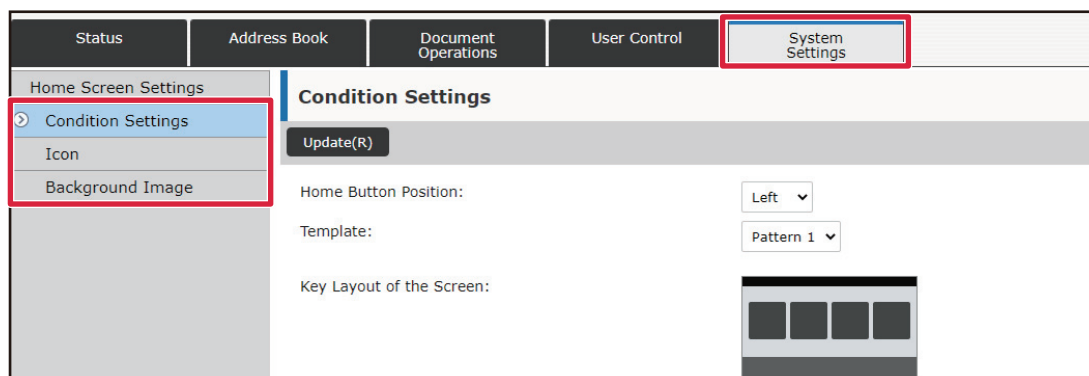 Status
Address Book
Document
Operations
User Control
System
Settings
Home Screen Settings
Condition Settings
Icon
Background Image
Condition Settings
Update(R)
Home Button Position:
Left
Template:
Pattern 1
Key Layout of the Screen: